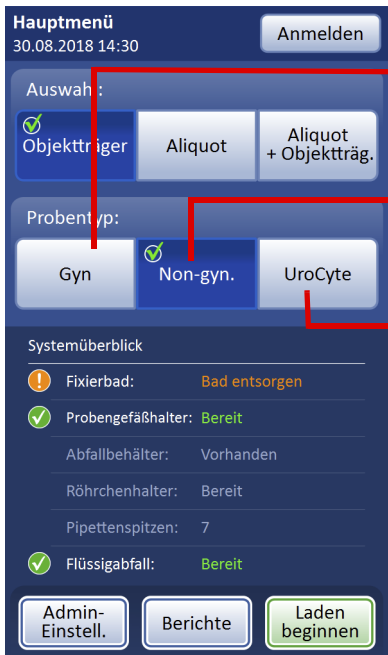 Hauptmenü
30.08.2018 14:30
Anmelden
Auswahl:
Objektträger
Aliquot
Aliquot
+ Objektträg.
Probentyp:
Gyn
Non-gyn.
UroCyte
Systemüberblick
Fixierbad: Bad entsorgen
Probengefäßhalter: Bereit
Abfallbehälter: Vorhanden
Röhrchenhalter: Bereit
Pipettenspitzen: 7
Flüssigabfall: Bereit
Admin-
Einstell.
Berichte
Laden
beginnen